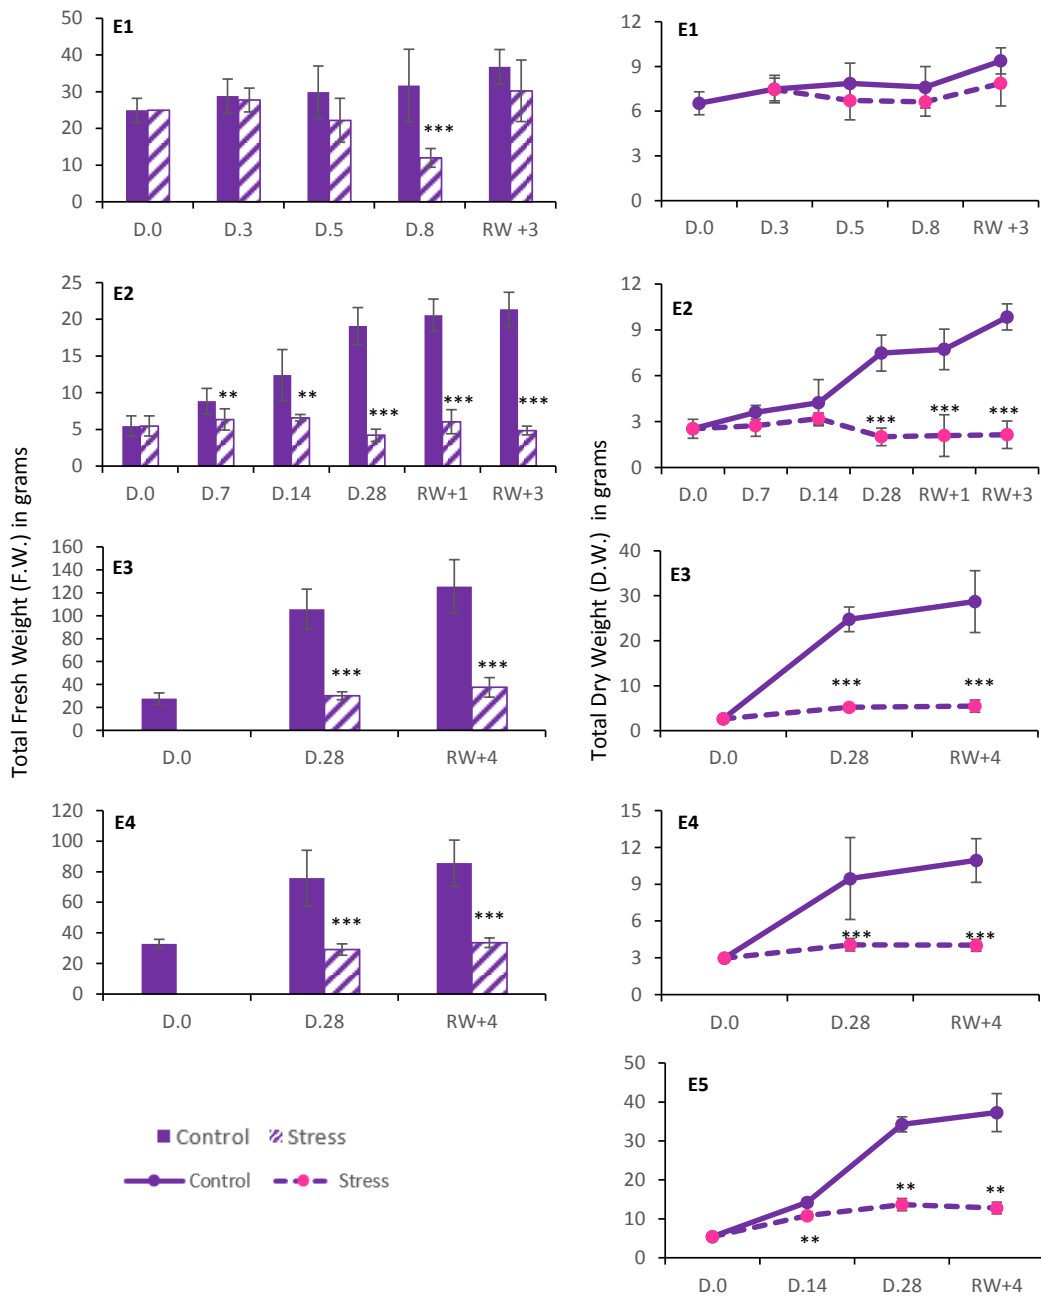 Total Fresh Weight (F.W.) in grams
E1
50
40
30
20
10
0
***
D.0 D.3 D.5 D.8 RW +3
E2
25
20
15
10
5
0
** ** *** *** ***
D.0 D.7 D.14 D.28 RW+1 RW+3
E3
160
140
120
100
80
60
40
20
0
*** ***
D.0 D.28 RW+4
E4
120
100
80
60
40
20
0
*** ***
D.0 D.28 RW+4
Control Stress
Control Stress
Total Dry Weight (D.W.) in grams
E1
12
9
6
3
0
D.0 D.3 D.5 D.8 RW +3
E2
12
9
6
3
0
*** *** ***
D.0 D.7 D.14 D.28 RW+1 RW+3
E3
40
30
20
10
0
*** ***
D.0 D.28 RW+4
E4
15
12
9
6
3
0
*** ***
D.0 D.28 RW+4
E5
50
40
30
20
10
0
** ** **
D.0 D.14 D.28 RW+4